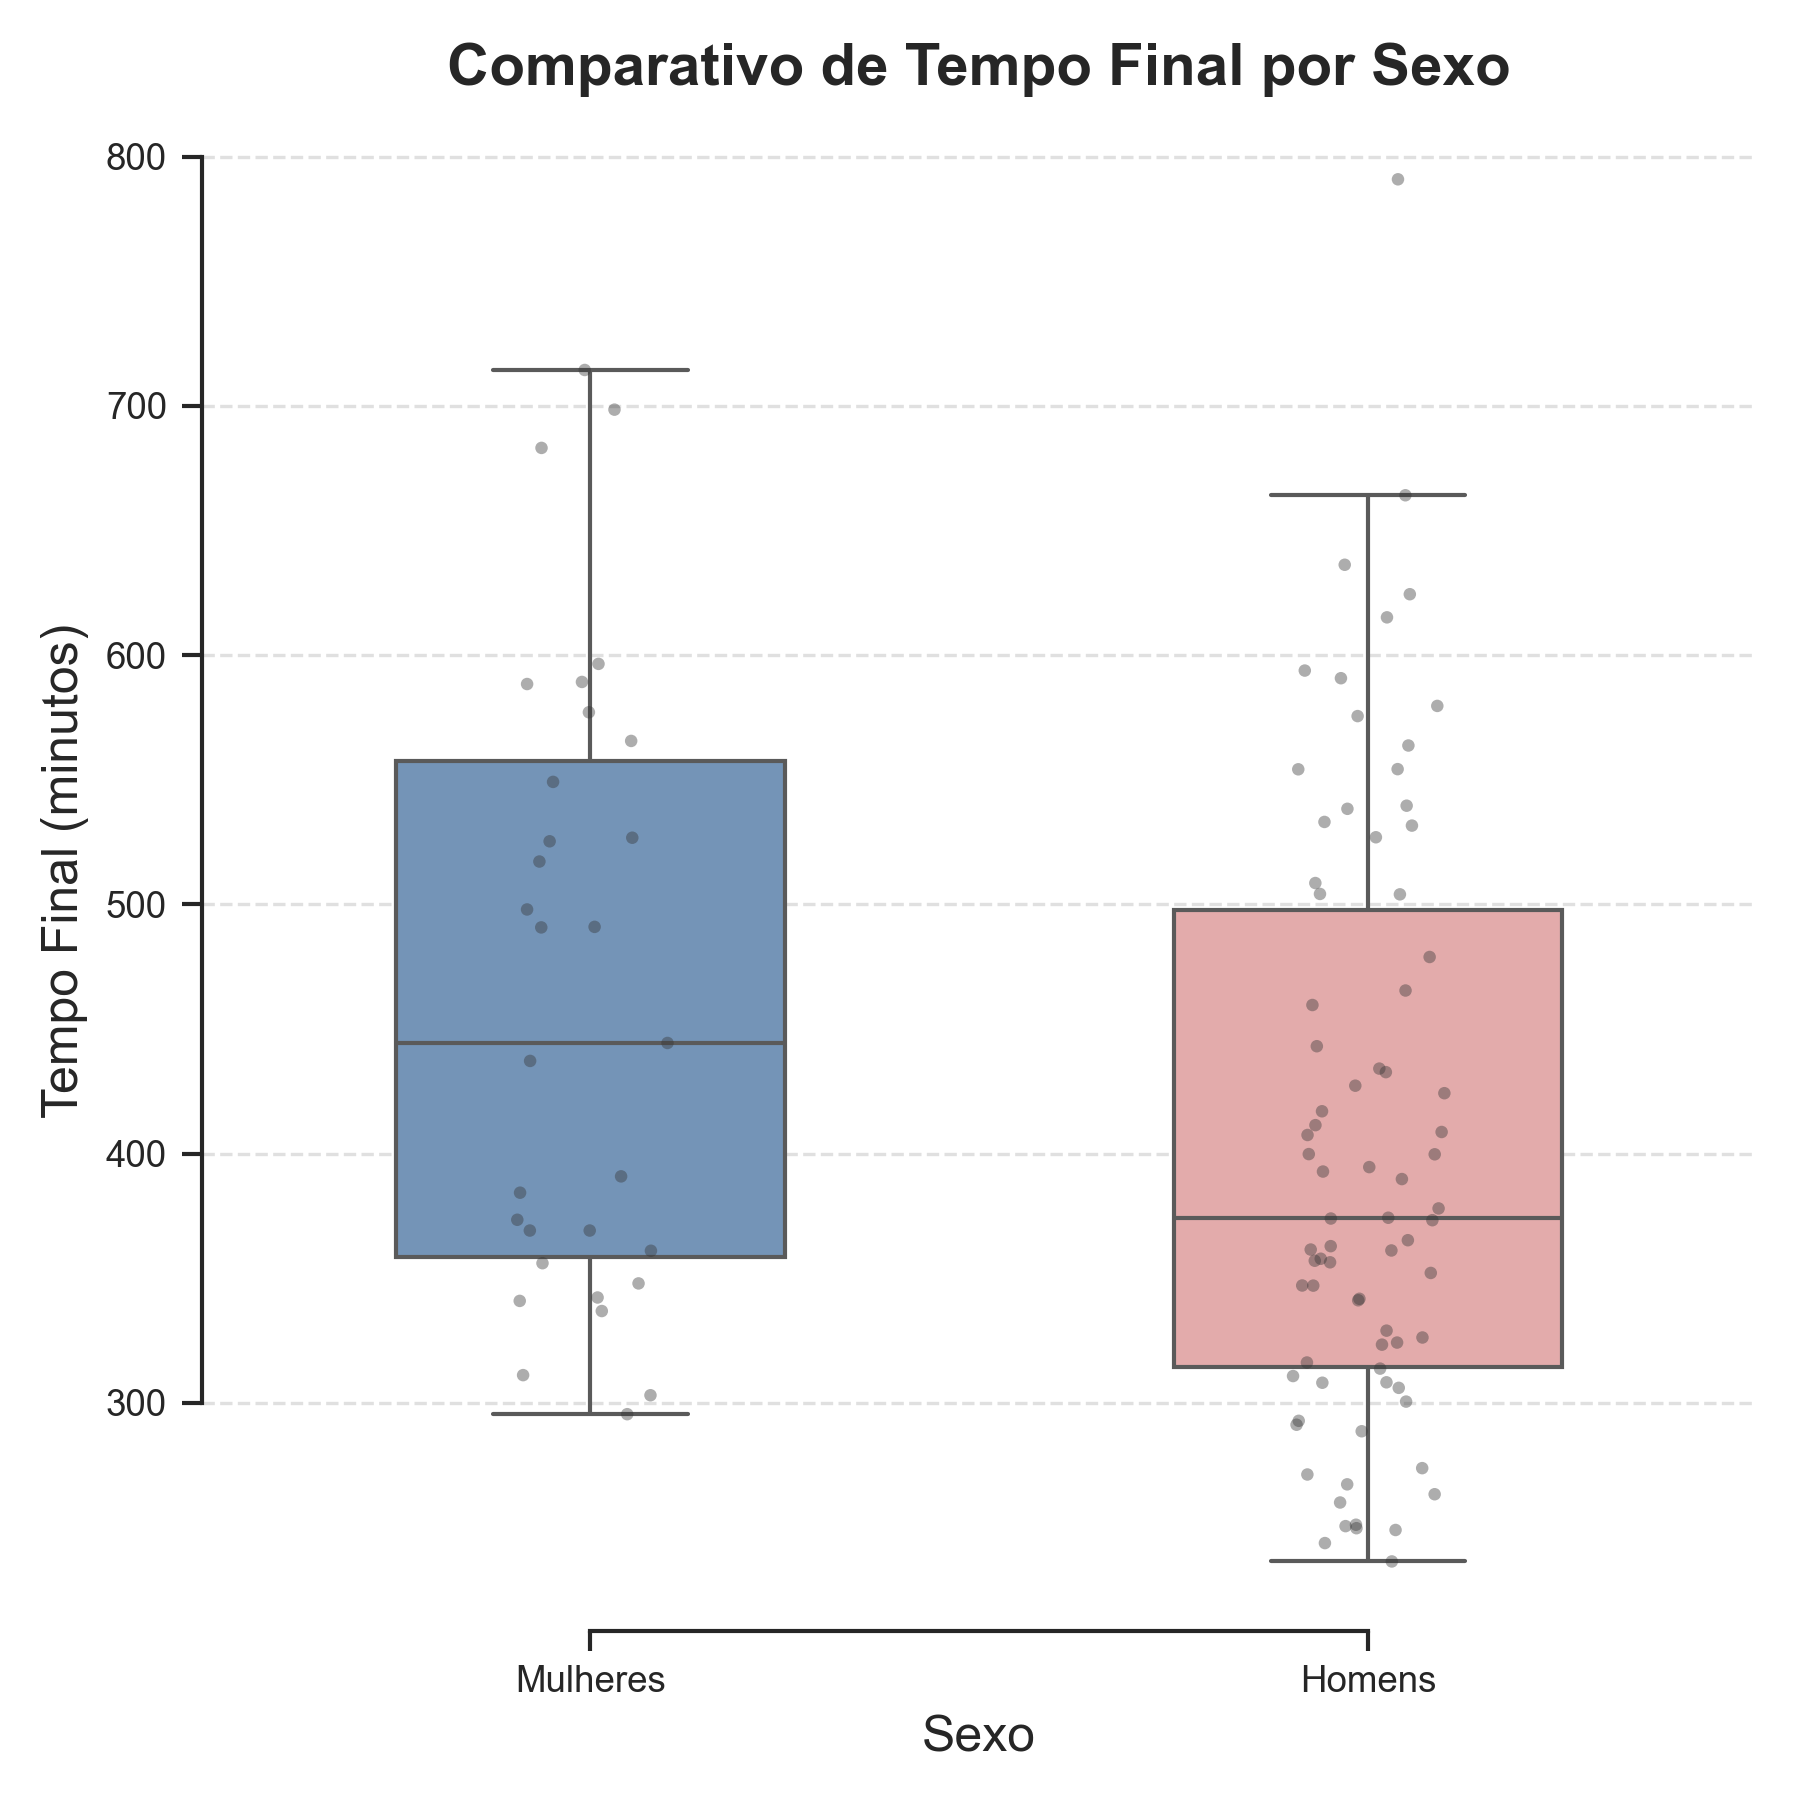 Comparativo de Tempo Final por Sexo
800
700
600
500
400
300
Tempo Final (minutos)
Mulheres
Homens
Sexo